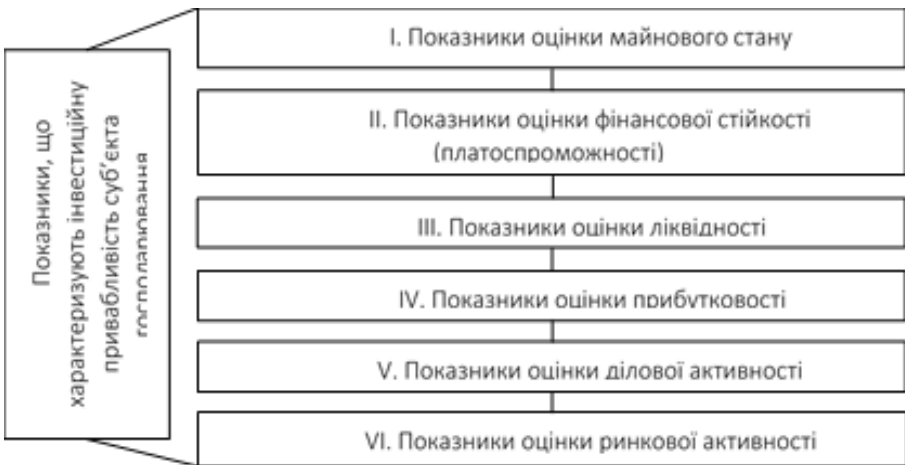 Показники, що
характеризують інвестиційну
привабливість суб'єкта
господарювання
I. Показники оцінки майнового стану
II. Показники оцінки фінансової стійкості
(платоспроможності)
III. Показники оцінки ліквідності
IV. Показники оцінки прибутковості
V. Показники оцінки ділової активності
VI. Показники оцінки ринкової активності